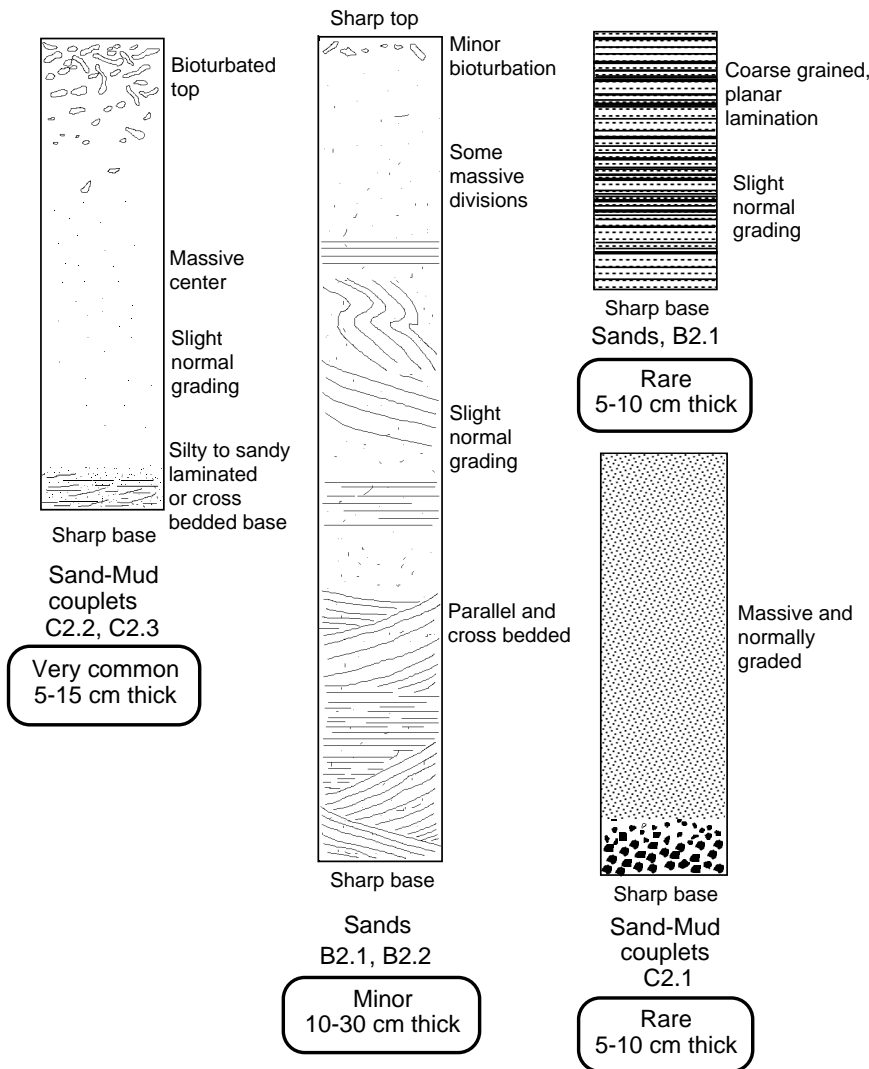 Bioturbated
top
Massive
center
Slight
normal
grading
Silty to sandy
laminated
or cross
bedded base
Sharp base
Sand-Mud
couplets
C2.2, C2.3
Very common
5-15 cm thick
Sharp top
Minor
bioturbation
Some
massive
divisions
Slight
normal
grading
Parallel and
cross bedded
Sharp base
Sands
B2.1, B2.2
Minor
10-30 cm thick
Coarse grained,
planar
lamination
Slight
normal
grading
Sharp base
Sands, B2.1
Rare
5-10 cm thick
Massive and
normally
graded
Sharp base
Sand-Mud
couplets
C2.1
Rare
5-10 cm thick